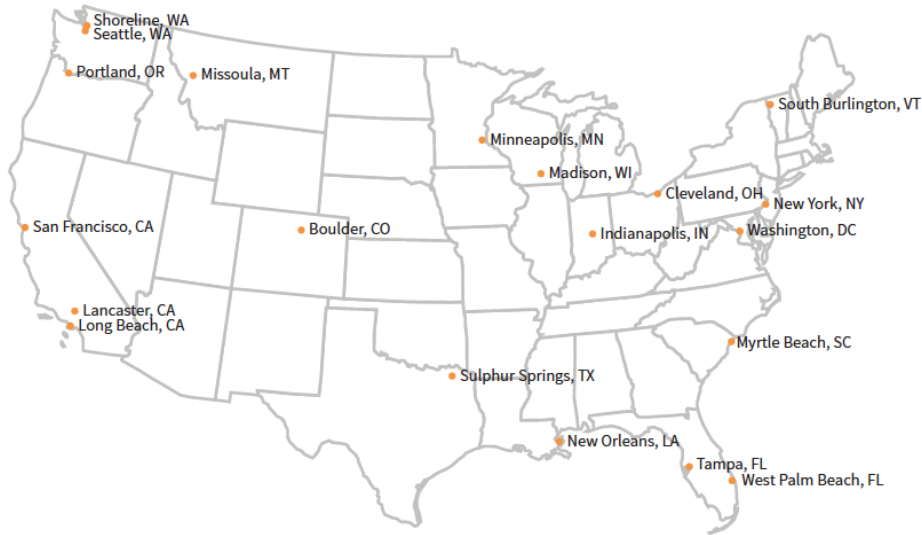 Shoreline, WA
Seattle, WA
Portland, OR
Missoula, MT
South Burlington, VT
Minneapolis, MN
Madison, WI
Cleveland, OH
New York, NY
San Francisco, CA
Boulder, CO
Indianapolis, IN
Washington, DC
Lancaster, CA
Long Beach, CA
Myrtle Beach, SC
Sulphur Springs, TX
New Orleans, LA
Tampa, FL
West Palm Beach, FL